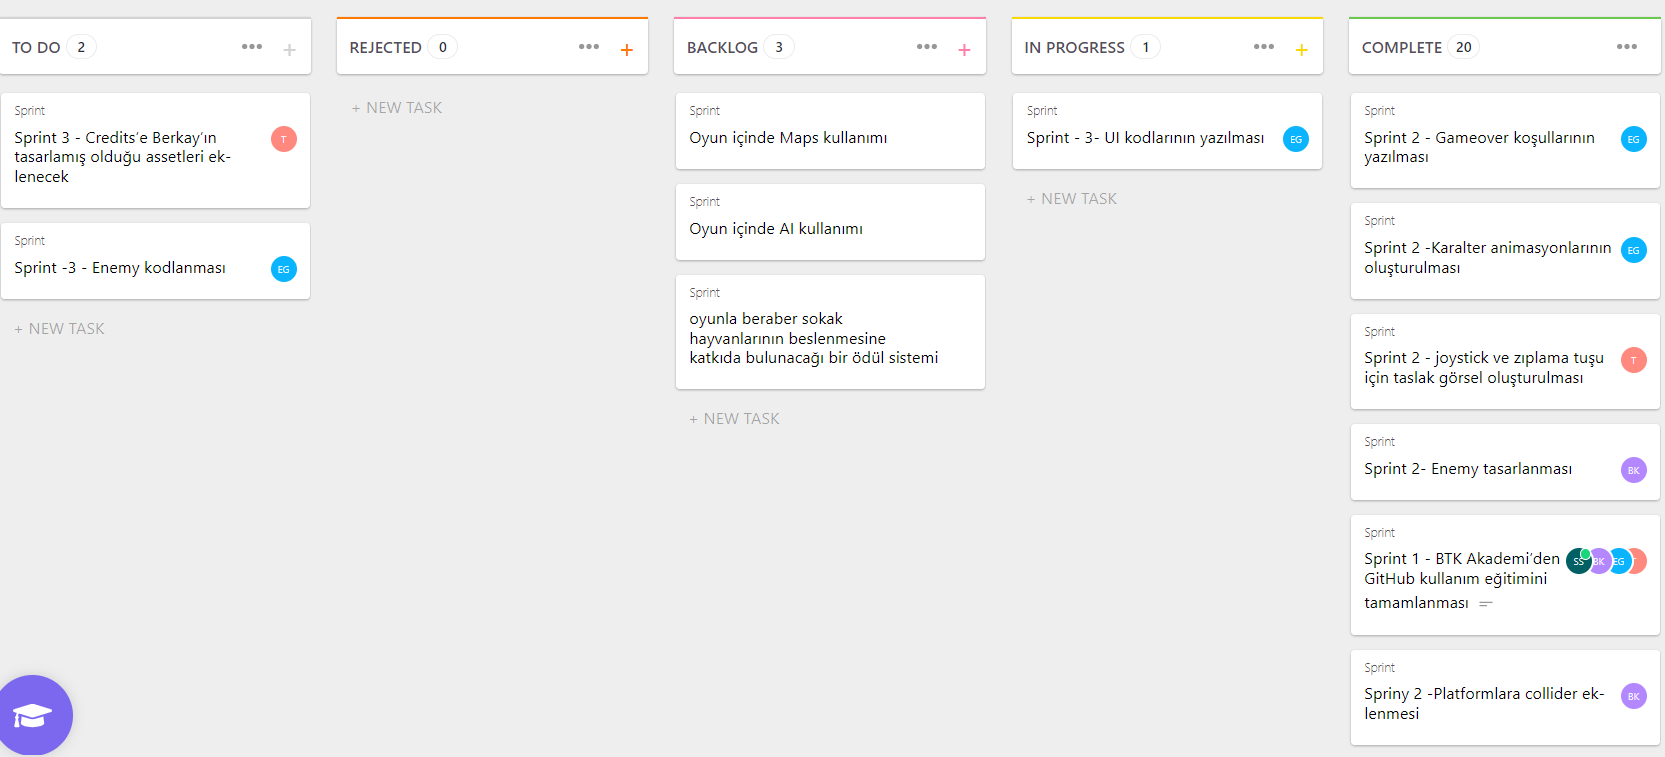 TO DO 2
Sprint
Sprint 3 - Credits'e Berkay'ın
tasarlamış olduğu assetleri ek-
lenecek
T
Sprint
Sprint -3 - Enemy kodlanması
EG
+ NEW TASK
REJECTED 0
+ NEW TASK
BACKLOG 3
Sprint
Oyun içinde Maps kullanımı
Sprint
Oyun içinde AI kullanımı
Sprint
oyunla beraber sokak
hayvanlarının beslenmesine
katkıda bulunacağı bir ödül sistemi
+ NEW TASK
IN PROGRESS 1
Sprint
Sprint - 3- UI kodlarının yazılması
EG
+ NEW TASK
COMPLETE 20
Sprint
Sprint 2 - Gameover koşullarının
yazılması
EG
Sprint
Sprint 2 -Karalter animasyonlarının
oluşturulması
EG
Sprint
Sprint 2 - joystick ve zıplama tuşu
için taslak görsel oluşturulması
T
Sprint
Sprint 2- Enemy tasarlanması
BK
Sprint
Sprint 1 - BTK Akademi'den
GitHub kullanım eğitimini
tamamlanması
SS BK EG T
Sprint
Spriny 2 -Platformlara collider ek-
lenmesi
BK